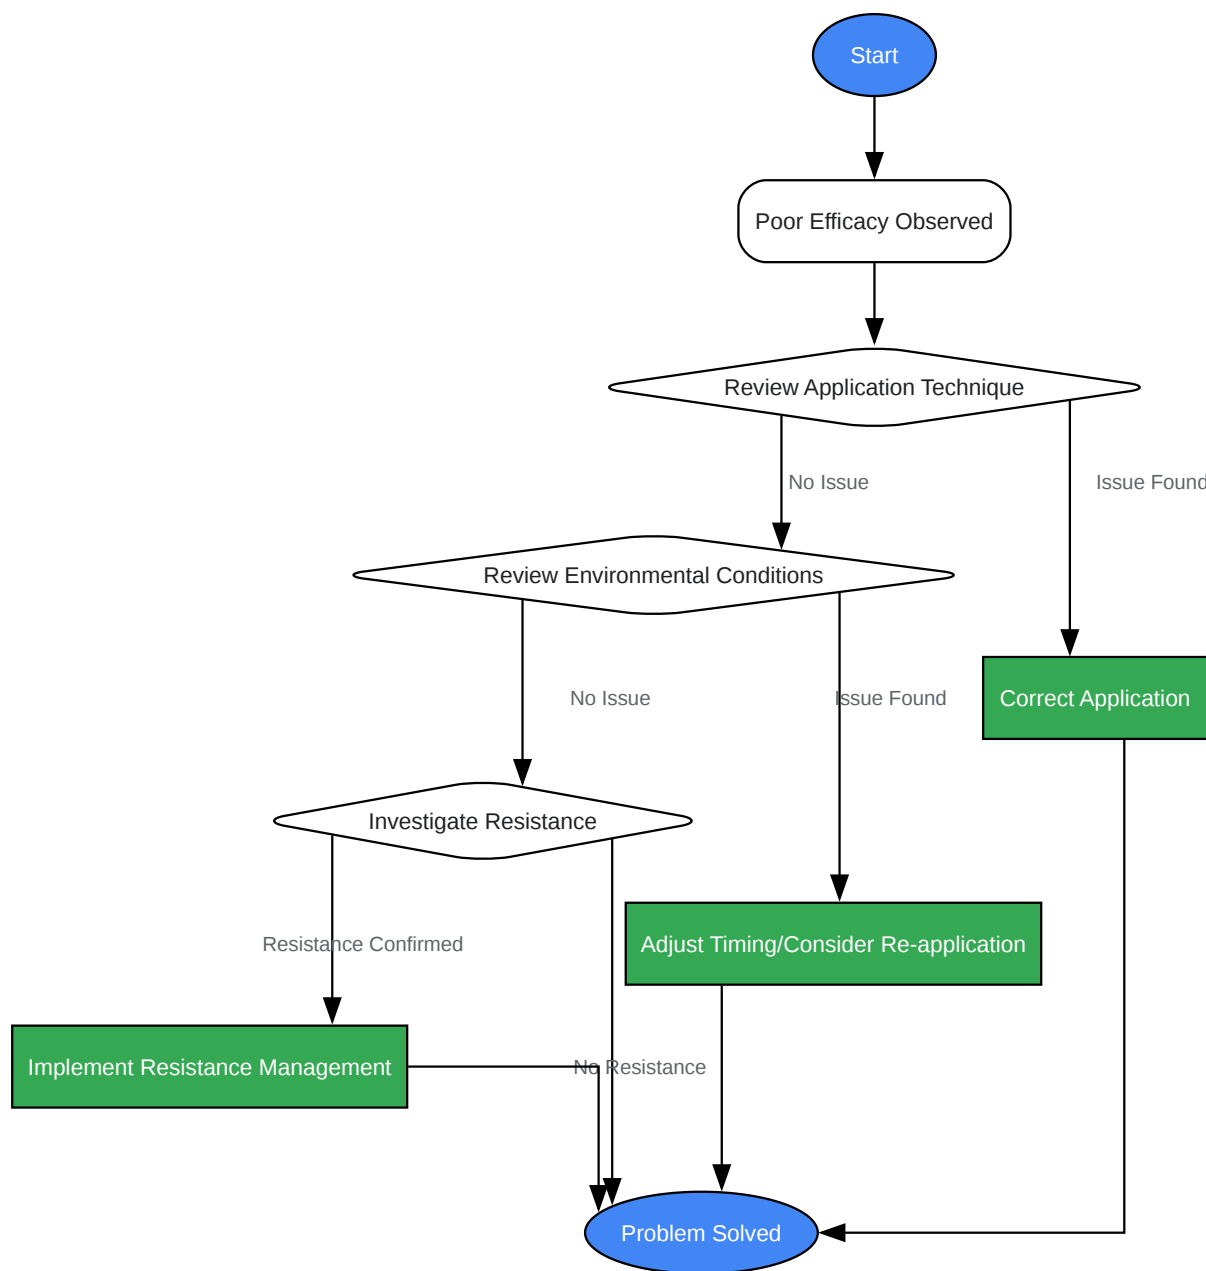 Start
Poor Efficacy Observed
Review Application Technique
No Issue
Issue Found
Review Environmental Conditions
No Issue
Issue Found
Correct Application
Investigate Resistance
Resistance Confirmed
Adjust Timing/Consider Re-application
Implement Resistance Management
No Resistance
Problem Solved